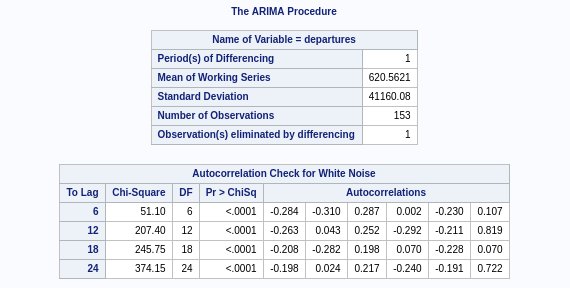 The ARIMA Procedure
Name of Variable = departures
Period(s) of Differencing 1
Mean of Working Series 620.5621
Standard Deviation 41160.08
Number of Observations 153
Observation(s) eliminated by differencing 1
Autocorrelation Check for White Noise
To Lag Chi-Square DF Pr > ChiSq Autocorrelations
6 51.10 6 <.0001 -0.284 -0.310 0.287 0.002 -0.230 0.107
12 207.40 12 <.0001 -0.263 0.043 0.252 -0.292 -0.211 0.819
18 245.75 18 <.0001 -0.208 -0.282 0.198 0.070 -0.228 0.070
24 374.15 24 <.0001 -0.198 0.024 0.217 -0.240 -0.191 0.722